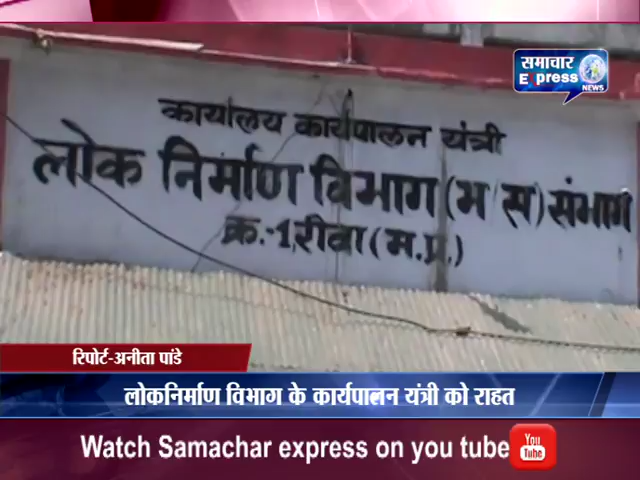 समाचार
Express
NEWS
कार्यालय कार्यपालन यंत्री
लोक निर्माण विभाग (भ/स) संभाग
क्र.-1,रीवा (म.प्र.)
रिपोर्ट-अनीता पांडे
लोकनिर्माण विभाग के कार्यपालन यंत्री को राहत
Watch Samachar express on you tube
You
Tube